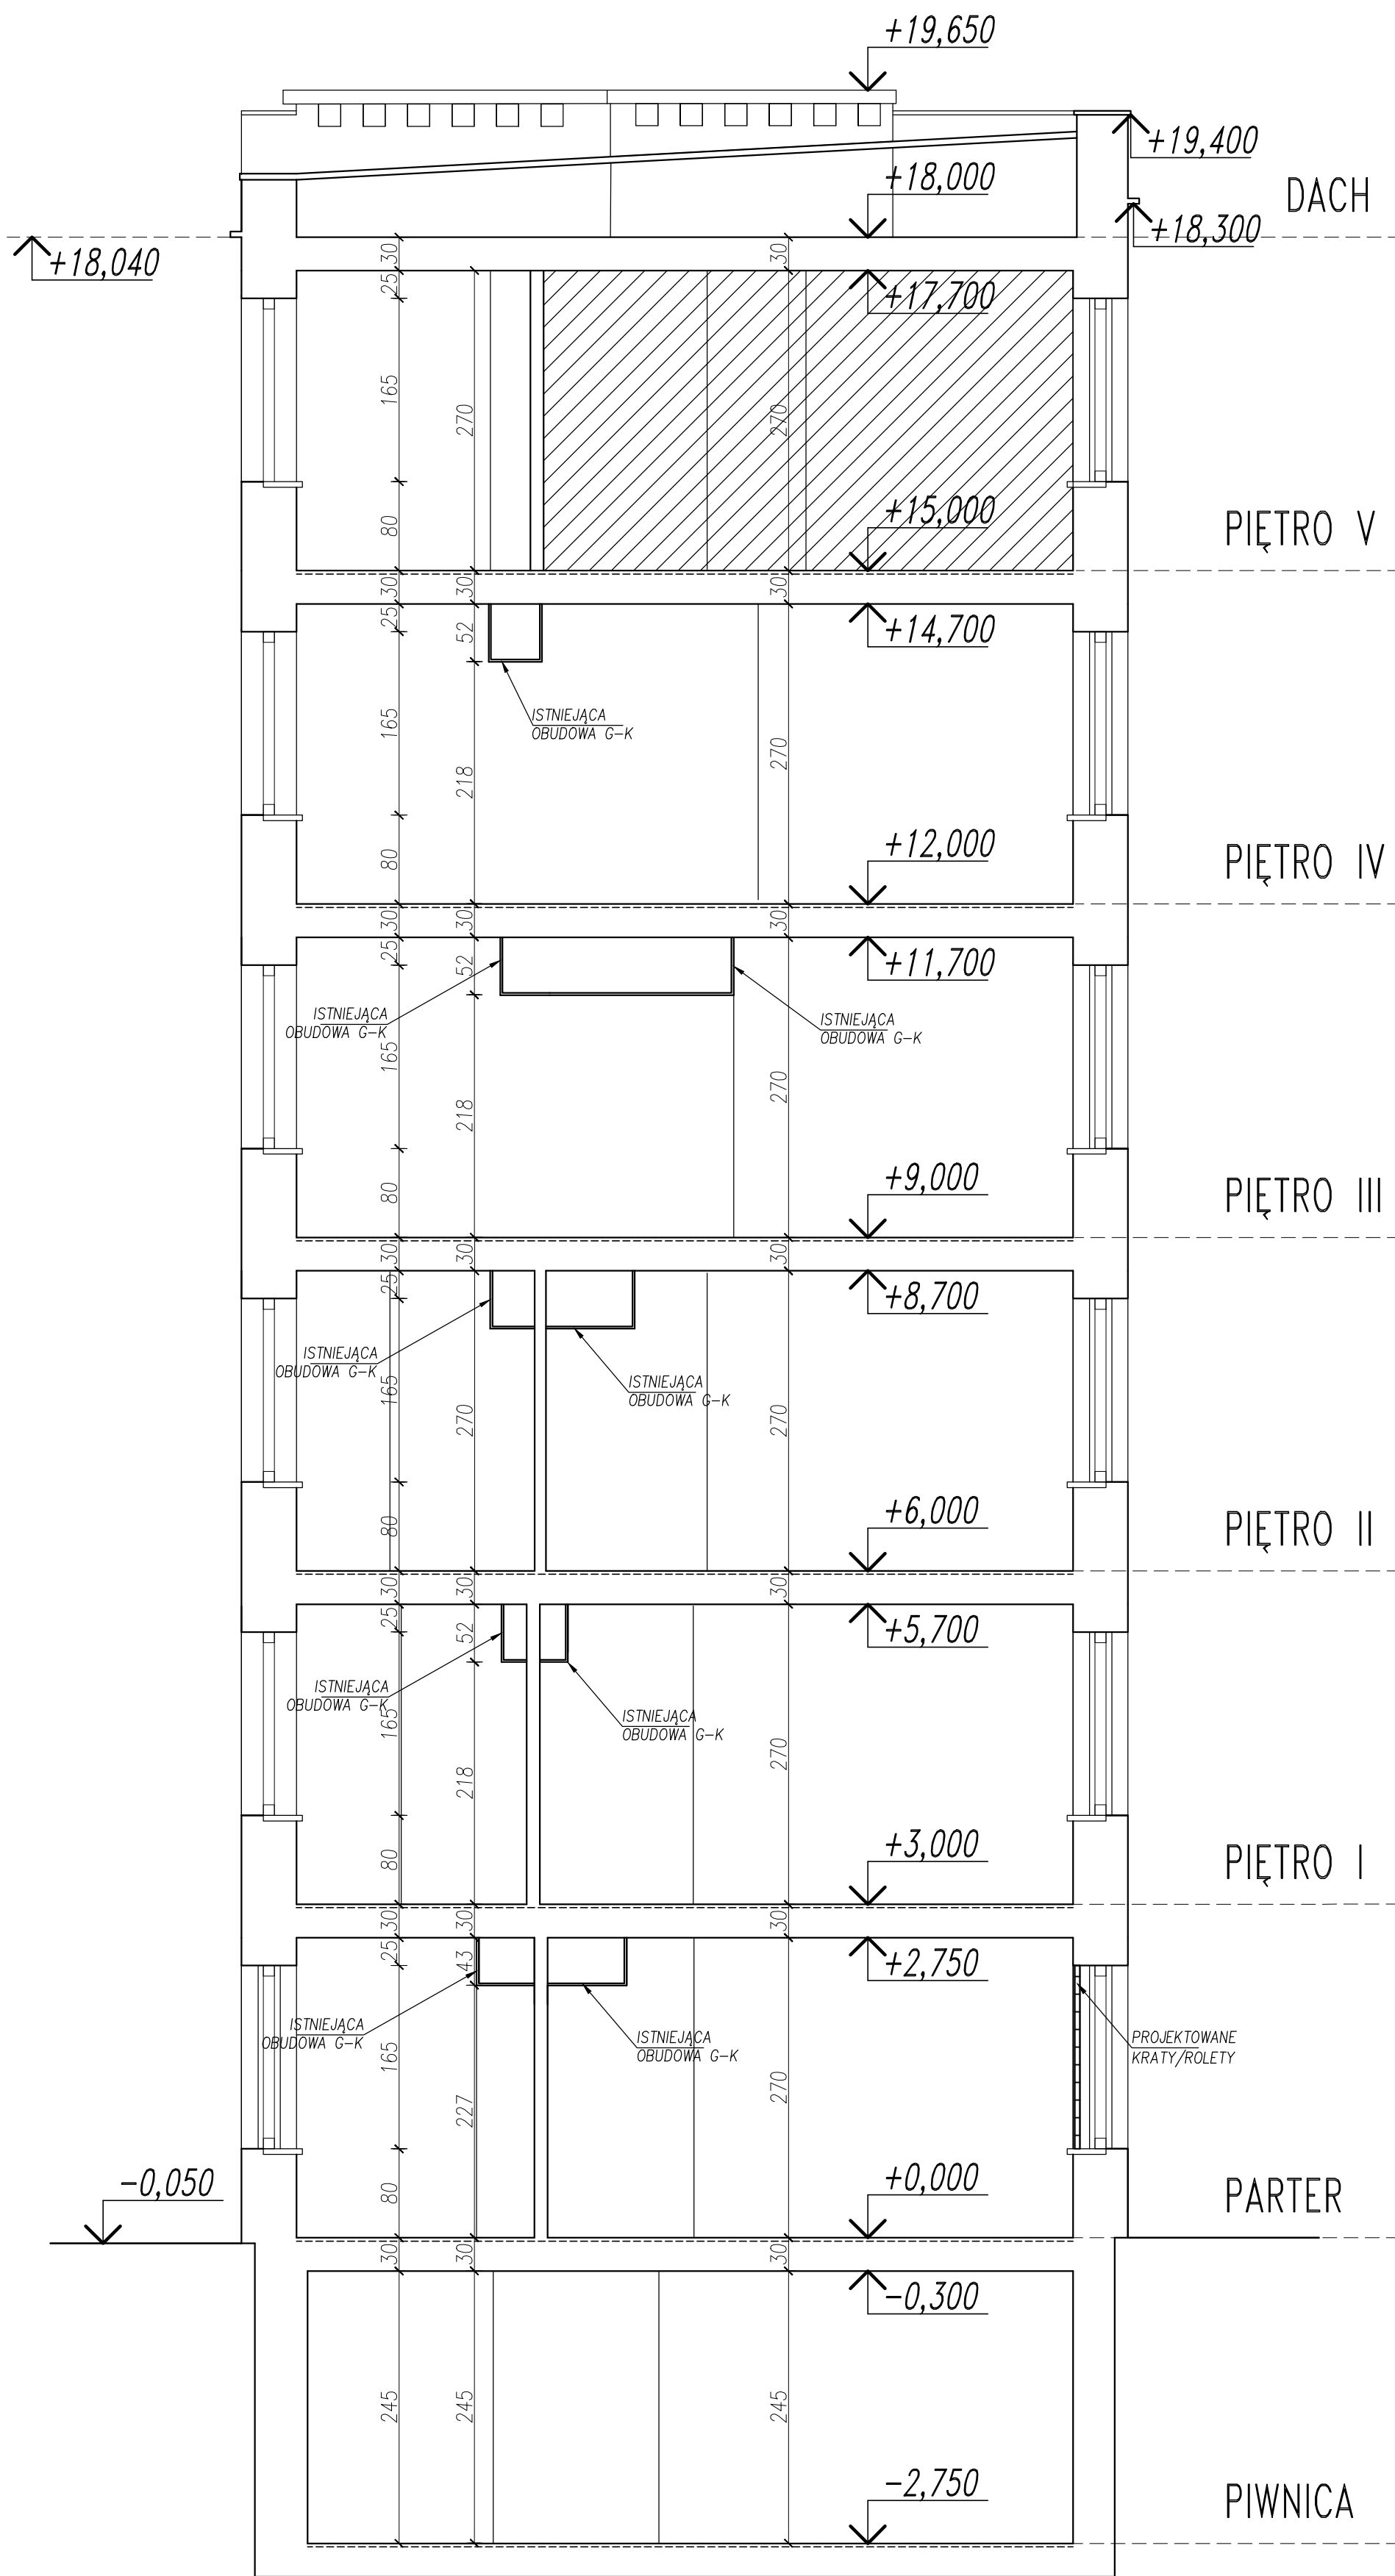 +19,650
+19,400
+18,000
DACH
+18,300
+18,040
30
30
25
+17,700
165
270
270
+15,000
80
PIĘTRO V
30
30
30
25
52
+14,700
ISTNIEJĄCA
OBUDOWA G-K
165
218
270
+12,000
80
PIĘTRO IV
30
30
30
25
52
+11,700
ISTNIEJĄCA
OBUDOWA G-K
ISTNIEJĄCA
OBUDOWA G-K
165
218
270
+9,000
80
PIĘTRO III
30
30
30
25
+8,700
ISTNIEJĄCA
OBUDOWA G-K
ISTNIEJĄCA
OBUDOWA G-K
165
270
270
+6,000
80
PIĘTRO II
30
30
30
25
52
+5,700
ISTNIEJĄCA
OBUDOWA G-K
ISTNIEJĄCA
OBUDOWA G-K
165
218
270
+3,000
80
PIĘTRO I
30
30
30
25
43
+2,750
ISTNIEJĄCA
OBUDOWA G-K
ISTNIEJĄCA
OBUDOWA G-K
PROJEKTOWANE
KRATY/ROLETY
165
227
270
-0,050
+0,000
80
PARTER
30
30
30
-0,300
245
245
245
-2,750
PIWNICA